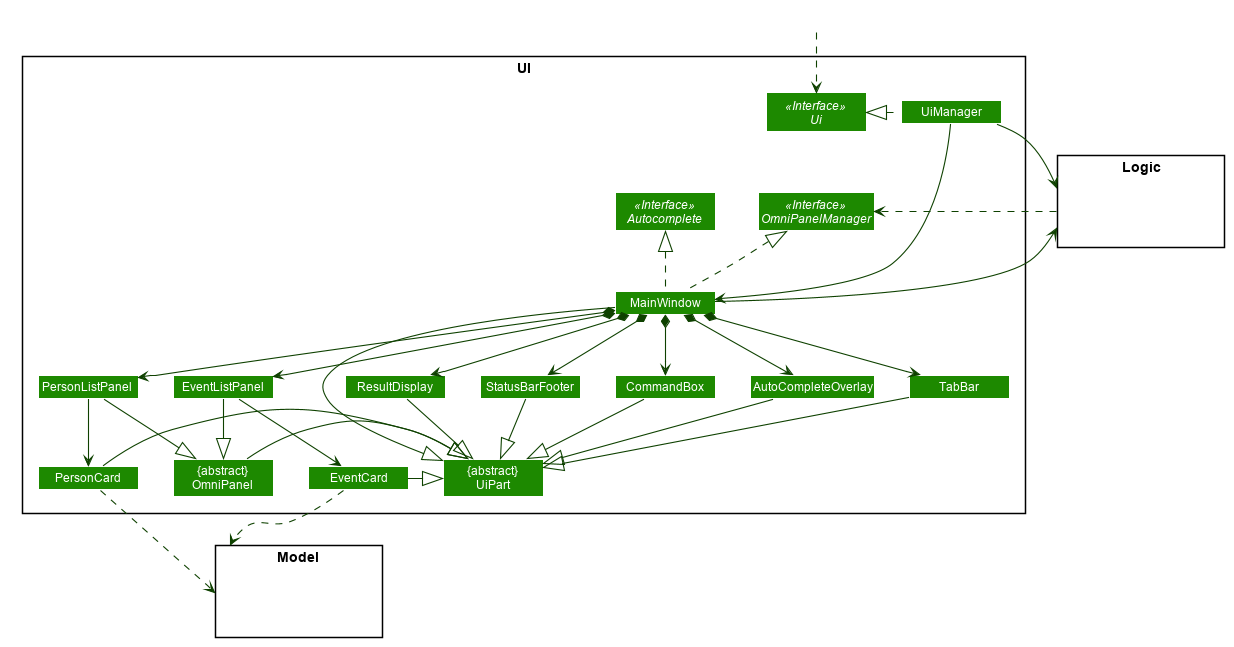 UI
«Interface»
Ui
UiManager
Logic
«Interface»
Autocomplete
«Interface»
OmniPanelManager
MainWindow
PersonListPanel
EventListPanel
ResultDisplay
StatusBarFooter
CommandBox
AutoCompleteOverlay
TabBar
PersonCard
{abstract}
OmniPanel
EventCard
{abstract}
UiPart
Model